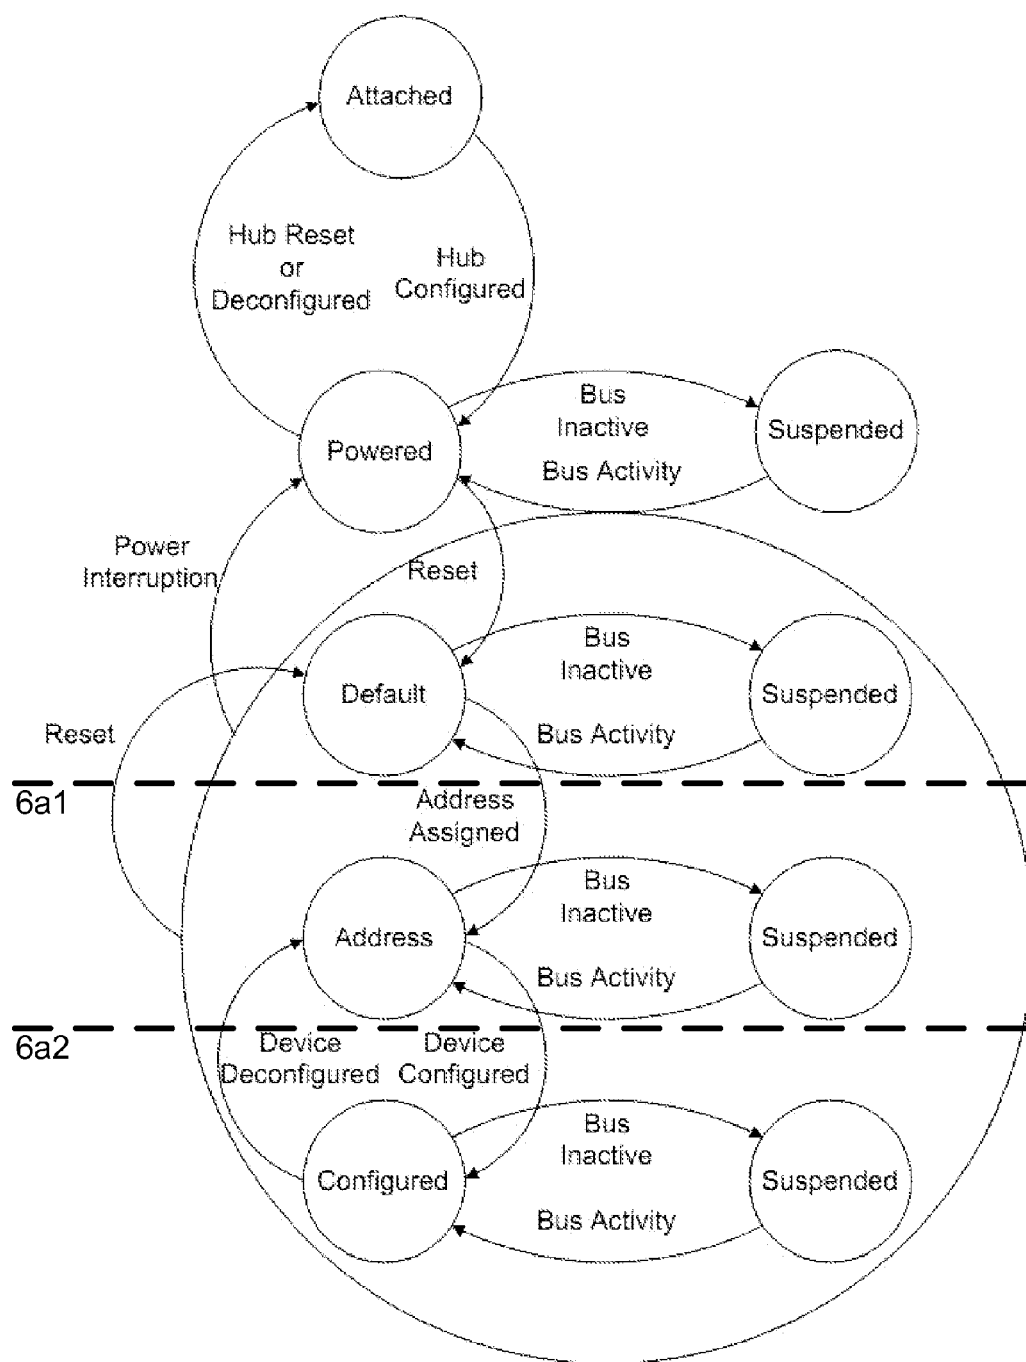 Attached
Hub Reset
or
Deconfigured
Hub
Configured
Powered
Bus
Inactive
Bus Activity
Suspended
Power
Interruption
Reset
Default
Bus
Inactive
Bus Activity
Suspended
Reset
6a1
Address
Assigned
Address
Bus
Inactive
Bus Activity
Suspended
6a2
Device
Deconfigured
Device
Configured
Configured
Bus
Inactive
Bus Activity
Suspended